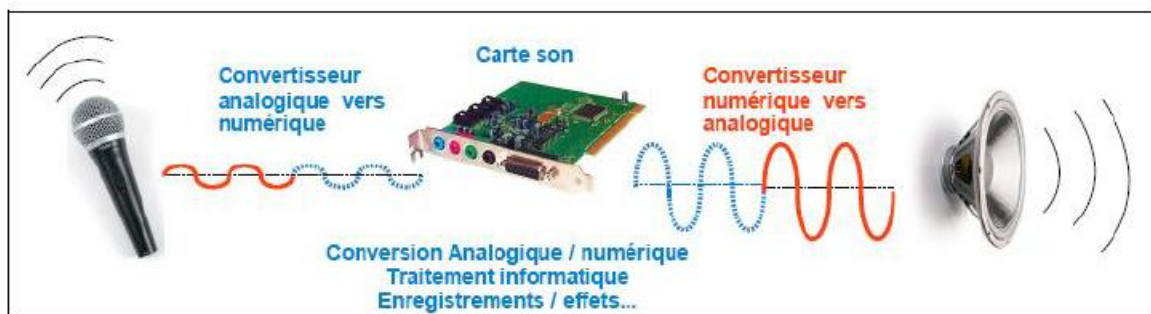 Carte son
Convertisseur
analogique vers
numérique
Convertisseur
numérique vers
analogique
Conversion Analogique / numérique
Traitement informatique
Enregistrements / effets...